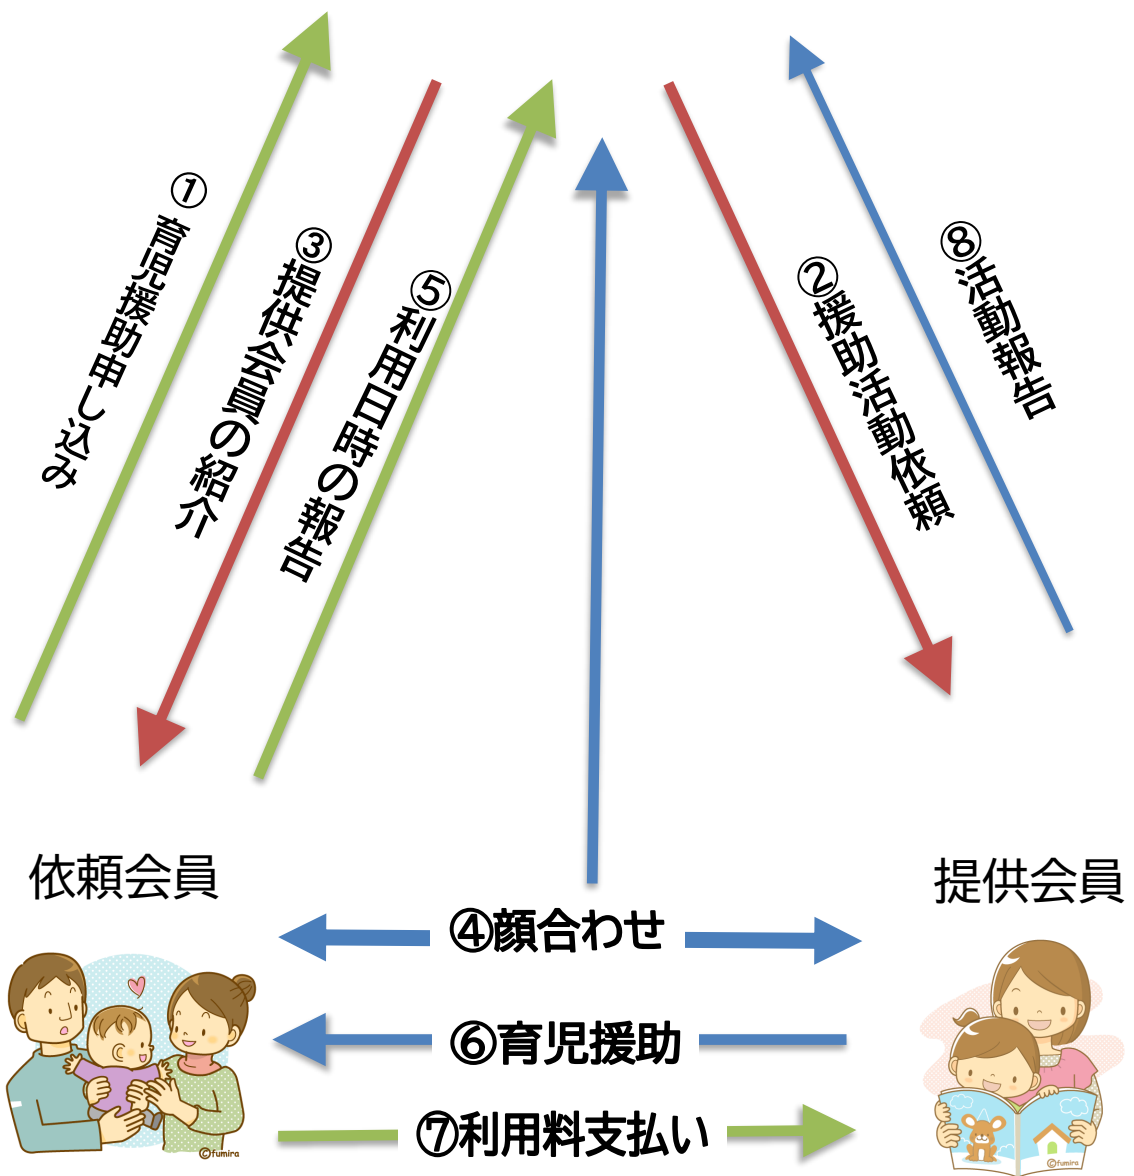 ①育児援助申し込み
③提供会員の紹介
⑤利用日時の報告
②援助活動依頼
⑧活動報告
依頼会員
提供会員
④顔合わせ
⑥育児援助
⑦利用料支払い
©fumira
©fumira